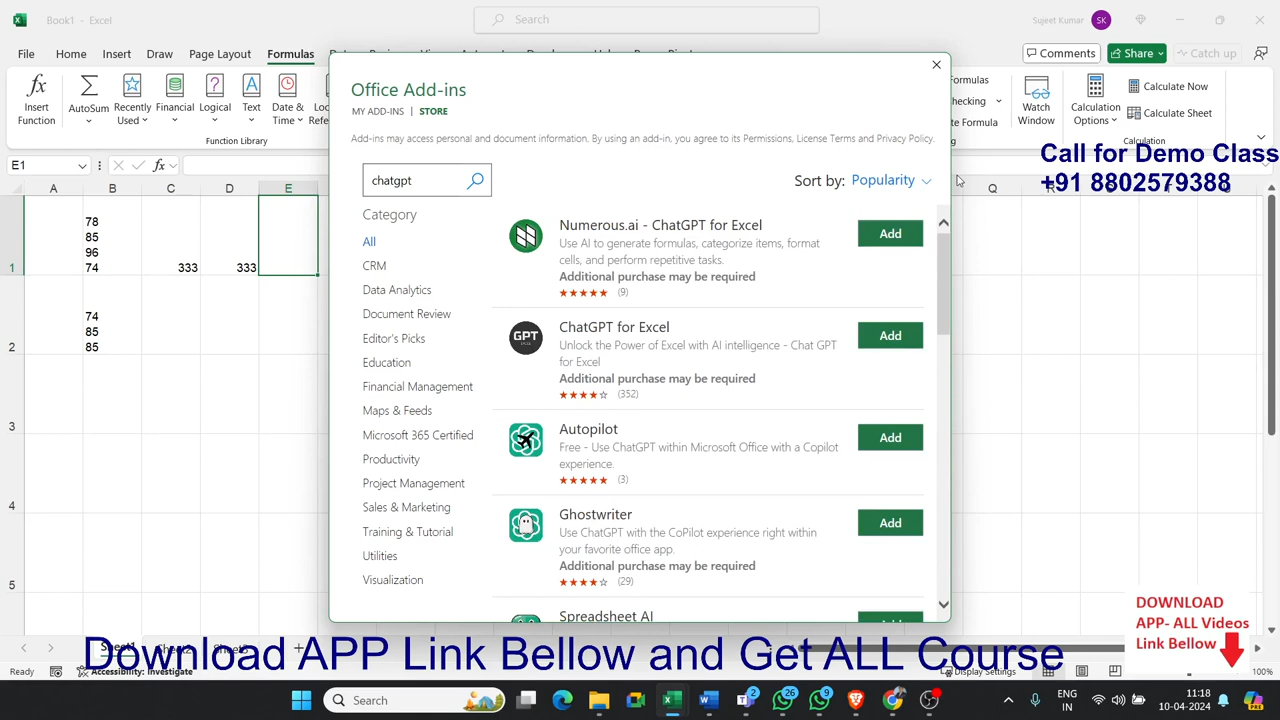 Book1 - Excel
Search
Sujeet Kumar
SK
File
Home
Insert
Draw
Page Layout
Formulas
Comments
Share
Catch up
Insert
Function
AutoSum
Recently
Used
Financial
Logical
Text
Date &
Time
Function Library
Watch
Window
Calculation
Options
Calculate Now
Calculate Sheet
Calculation
E1
fx
Call for Demo Class
+91 8802579388
Office Add-ins
MY ADD-INS | STORE
Add-ins may access personal and document information. By using an add-in, you agree to its Permissions, License Terms and Privacy Policy.
chatgpt
Sort by: Popularity
Category
All
CRM
Data Analytics
Document Review
Editor's Picks
Education
Financial Management
Maps & Feeds
Microsoft 365 Certified
Productivity
Project Management
Sales & Marketing
Training & Tutorial
Utilities
Visualization
Numerous.ai - ChatGPT for Excel
Use AI to generate formulas, categorize items, format
cells, and perform repetitive tasks.
Additional purchase may be required
(9)
Add
GPT
ChatGPT for Excel
Unlock the Power of Excel with AI intelligence - Chat GPT
for Excel
Additional purchase may be required
(352)
Add
Autopilot
Free - Use ChatGPT within Microsoft Office with a Copilot
experience.
(3)
Add
Ghostwriter
Use ChatGPT with the CoPilot experience right within
your favorite office app.
Additional purchase may be required
(29)
Add
Spreadsheet AI
A B C D E Q
1
78
85
96
74 333 333
2
74
85
85
3
4
5
DOWNLOAD
APP- ALL Videos
Link Bellow
Download APP Link Bellow and Get ALL Course
Ready
Accessibility: Investigate
Display Settings
100%
Search
2
26
9
ENG
IN
11:18
10-04-2024